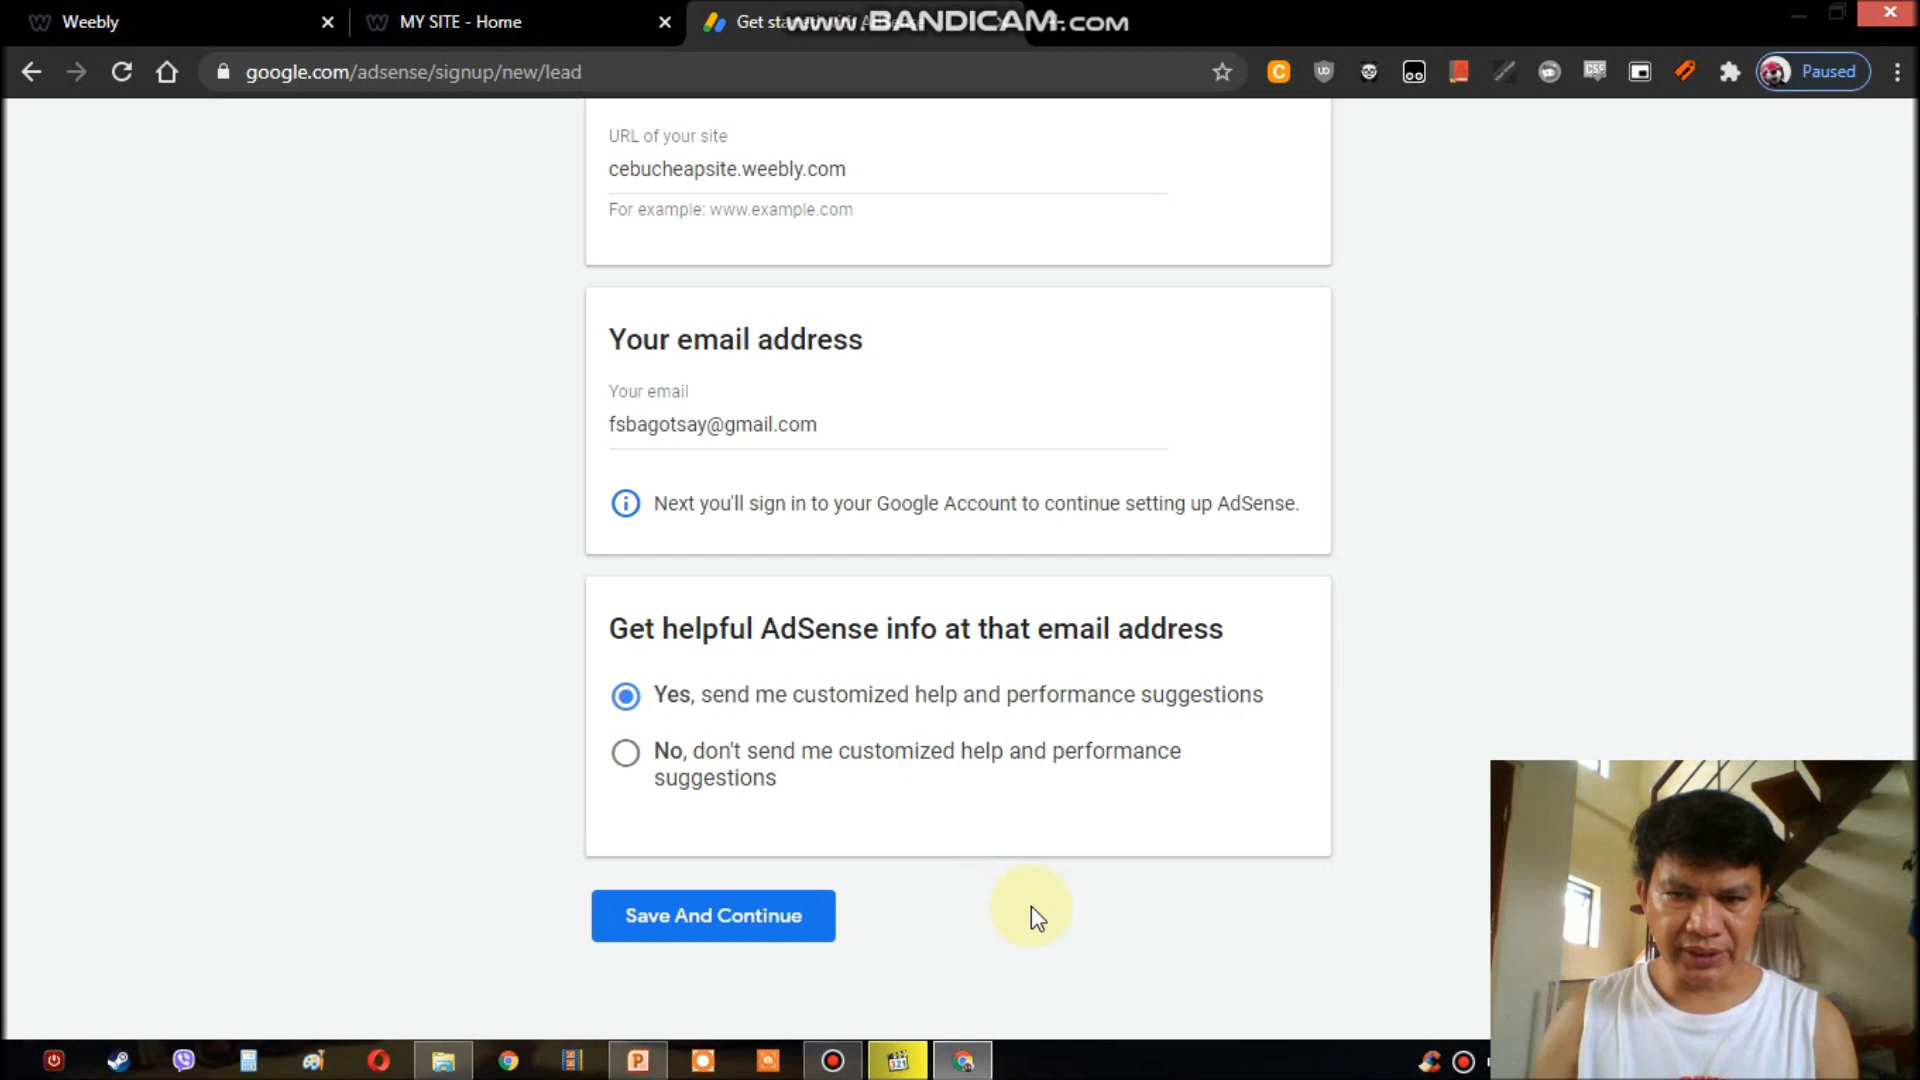 Weebly
MY SITE - Home
Get sta
www.BANDICAM.com
google.com/adsense/signup/new/lead
Paused
URL of your site
cebucheapsite.weebly.com
For example: www.example.com
Your email address
Your email
fsbagotsay@gmail.com
Next you'll sign in to your Google Account to continue setting up AdSense.
Get helpful AdSense info at that email address
Yes, send me customized help and performance suggestions
No, don't send me customized help and performance
suggestions
Save And Continue